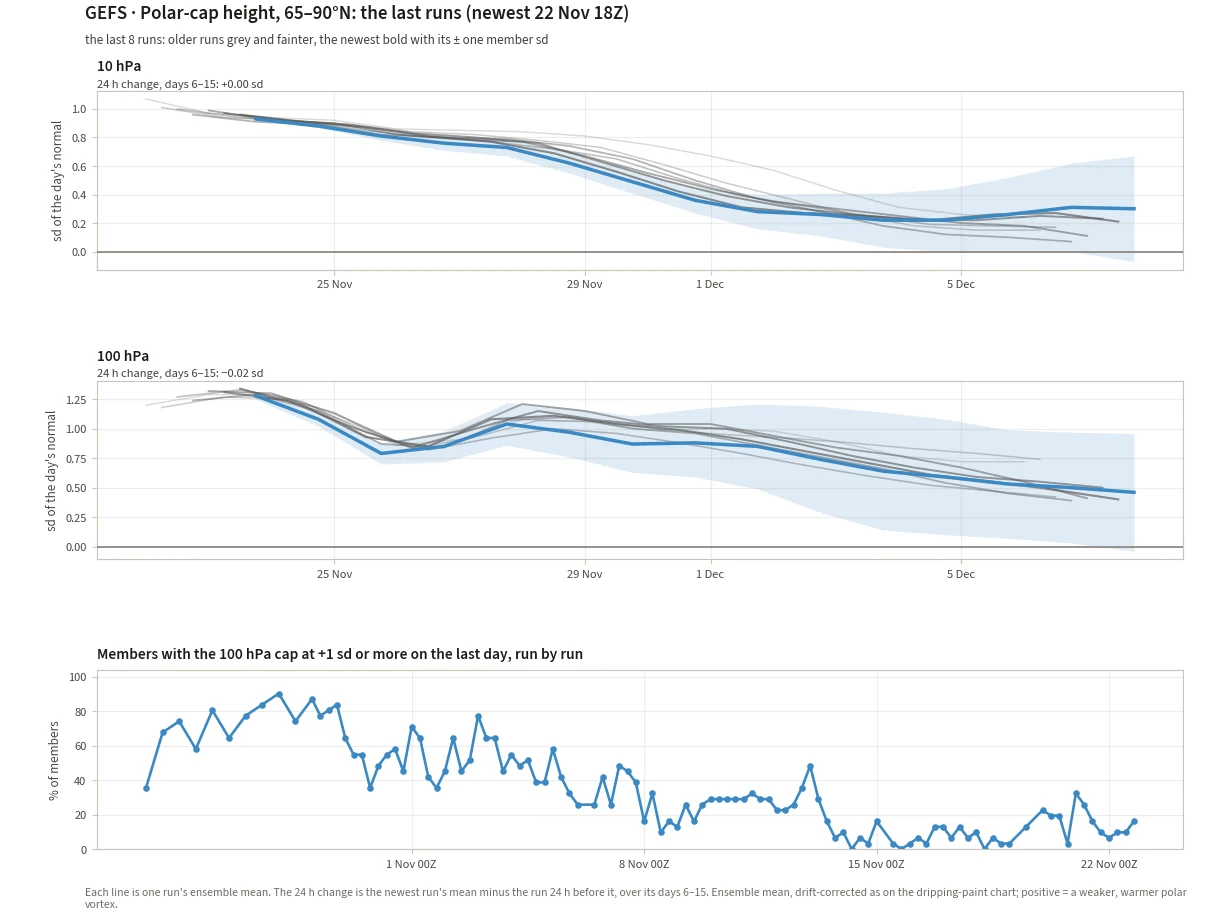 GEFS · Polar-cap height, 65–90°N: the last runs (newest 22 Nov 18Z)
the last 8 runs: older runs grey and fainter, the newest bold with its ± one member sd
10 hPa
24 h change, days 6–15: +0.00 sd
sd of the day's normal
1.0
0.8
0.6
0.4
0.2
0.0
25 Nov
29 Nov
1 Dec
5 Dec
100 hPa
24 h change, days 6–15: −0.02 sd
sd of the day's normal
1.25
1.00
0.75
0.50
0.25
0.00
25 Nov
29 Nov
1 Dec
5 Dec
Members with the 100 hPa cap at +1 sd or more on the last day, run by run
% of members
100
80
60
40
20
0
1 Nov 00Z
8 Nov 00Z
15 Nov 00Z
22 Nov 00Z
Each line is one run's ensemble mean. The 24 h change is the newest run's mean minus the run 24 h before it, over its days 6–15. Ensemble mean, drift-corrected as on the dripping-paint chart; positive = a weaker, warmer polar
vortex.